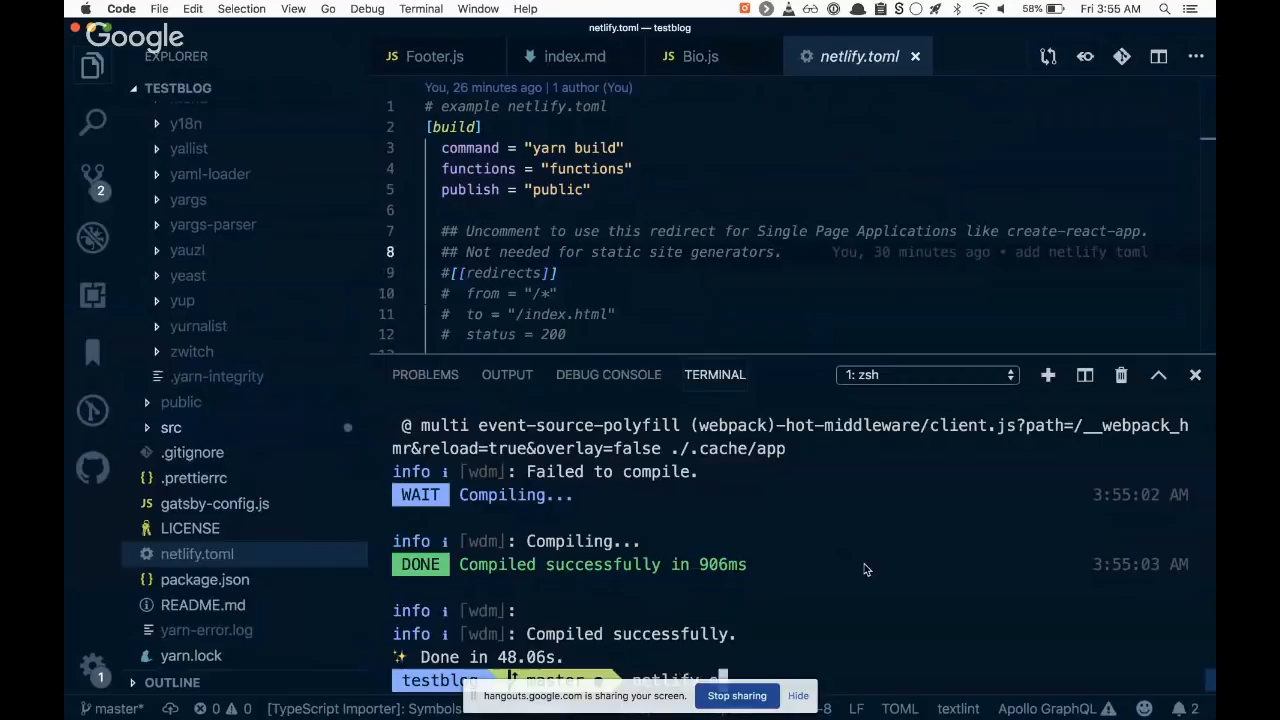 Code File Edit Selection View Go Debug Terminal Window Help 58% Fri 3:55 AM
netlify.toml — testblog
Google
EXPLORER
JS Footer.js index.md JS Bio.js netlify.toml
TESTBLOG
y18n
yallist
yaml-loader
yargs
yargs-parser
yauzl
yeast
yup
yurnalist
zwitch
.yarn-integrity
public
src
.gitignore
{} .prettierrc
JS gatsby-config.js
LICENSE
netlify.toml
{} package.json
README.md
yarn-error.log
yarn.lock
OUTLINE
2
1
You, 26 minutes ago | 1 author (You)
1 # example netlify.toml
2 [build]
3 command = "yarn build"
4 functions = "functions"
5 publish = "public"
6
7 ## Uncomment to use this redirect for Single Page Applications like create-react-app.
8 ## Not needed for static site generators. You, 30 minutes ago • add netlify toml
9 #[[redirects]]
10 # from = "/*"
11 # to = "/index.html"
12 # status = 200
PROBLEMS OUTPUT DEBUG CONSOLE TERMINAL 1: zsh
@ multi event-source-polyfill (webpack)-hot-middleware/client.js?path=/__webpack_h
mr&reload=true&overlay=false ./.cache/app
info ℹ ｢wdm｣: Failed to compile.
WAIT Compiling... 3:55:02 AM
info ℹ ｢wdm｣: Compiling...
DONE Compiled successfully in 906ms 3:55:03 AM
info ℹ ｢wdm｣:
info ℹ ｢wdm｣: Compiled successfully.
✨ Done in 48.06s.
testblog master netlify
hangouts.google.com is sharing your screen. Stop sharing Hide
master* 0 0 [TypeScript Importer]: Symbols -8 LF TOML textlint Apollo GraphQL 2